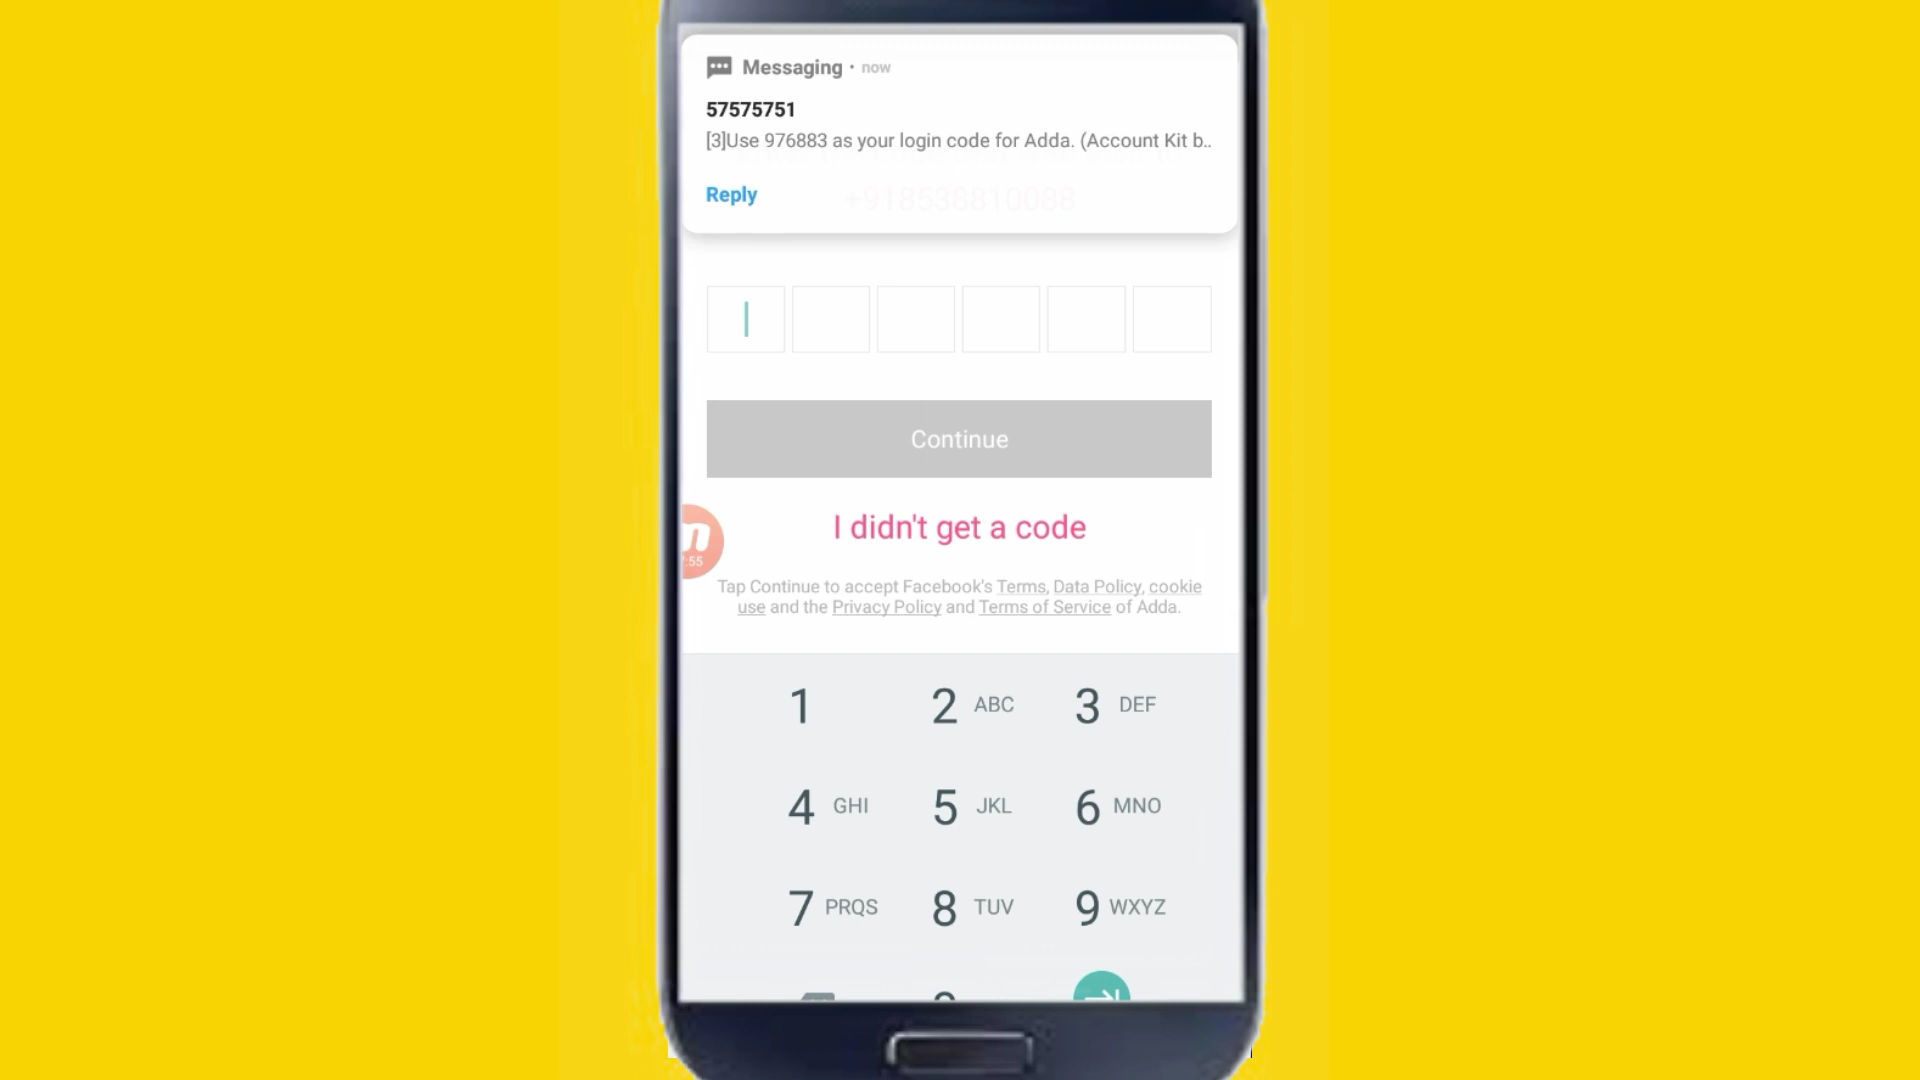 Messaging • now
57575751
[3]Use 976883 as your login code for Adda. (Account Kit b..
+918538810088
Reply
Continue
I didn't get a code
:55
Tap Continue to accept Facebook's Terms, Data Policy, cookie
use and the Privacy Policy and Terms of Service of Adda.
1 2 ABC 3 DEF
4 GHI 5 JKL 6 MNO
7 PRQS 8 TUV 9 WXYZ